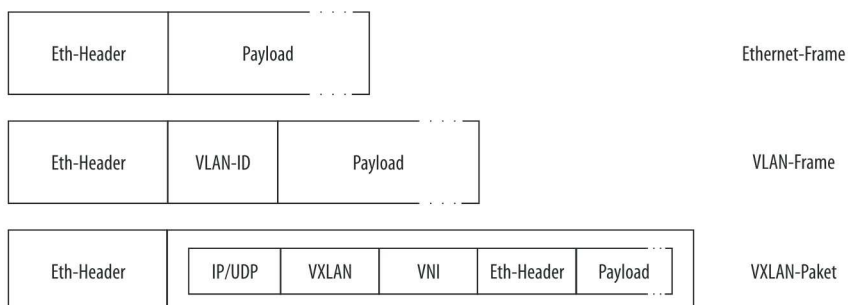 Eth-Header Payload Ethernet-Frame
Eth-Header VLAN-ID Payload VLAN-Frame
Eth-Header IP/UDP VXLAN VNI Eth-Header Payload VXLAN-Paket